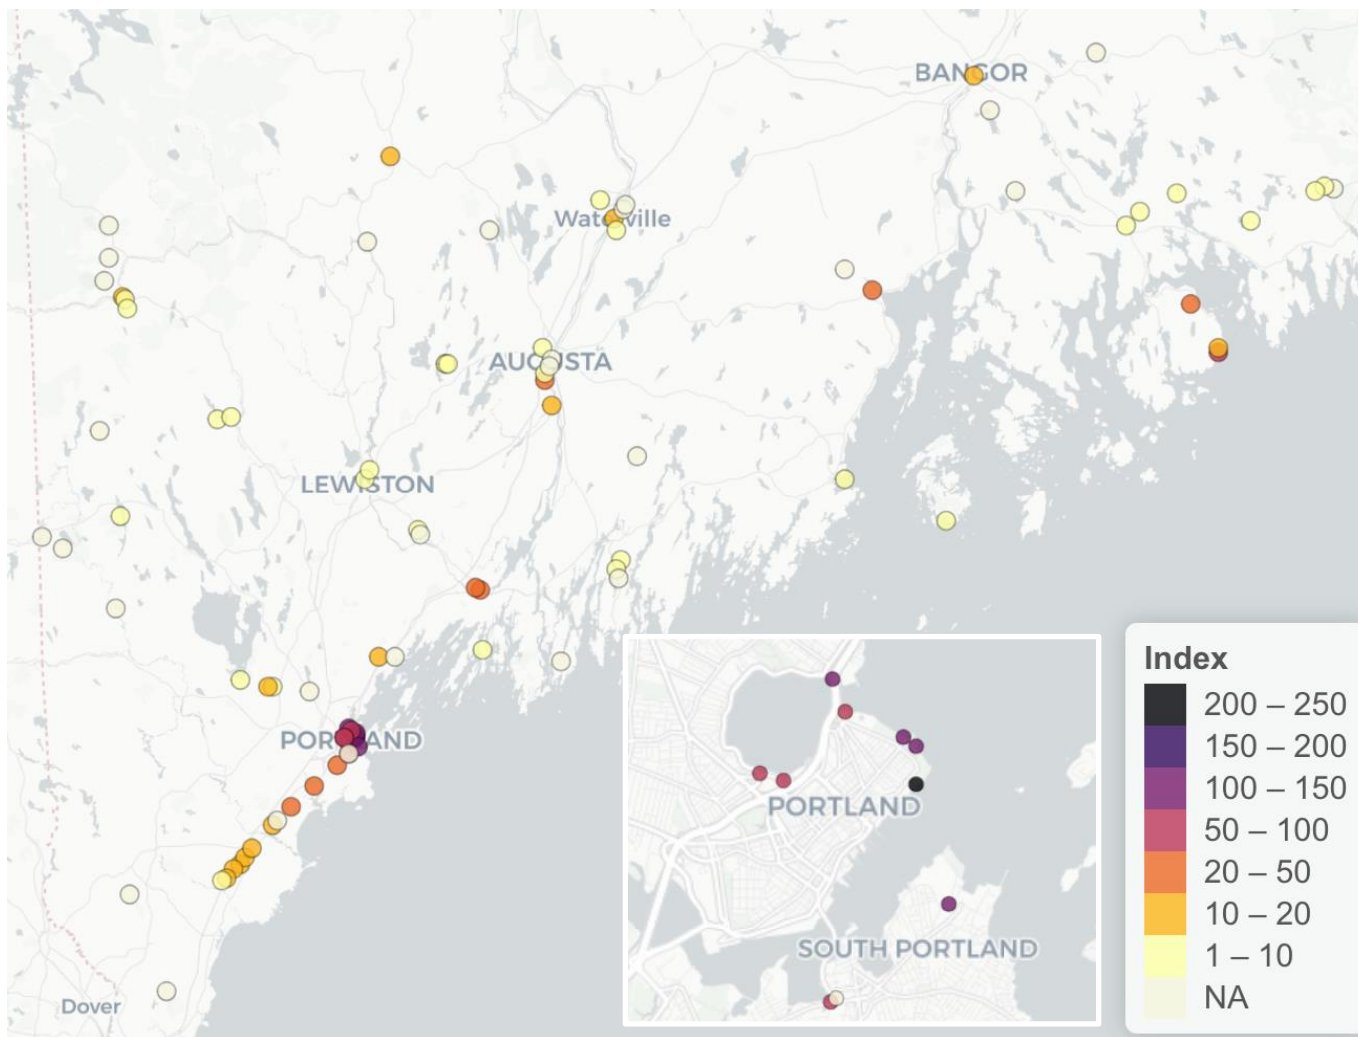 BANGOR
Waterville
AUGUSTA
LEWISTON
PORTLAND
Dover
PORTLAND
SOUTH PORTLAND
Index
200 – 250
150 – 200
100 – 150
50 – 100
20 – 50
10 – 20
1 – 10
NA